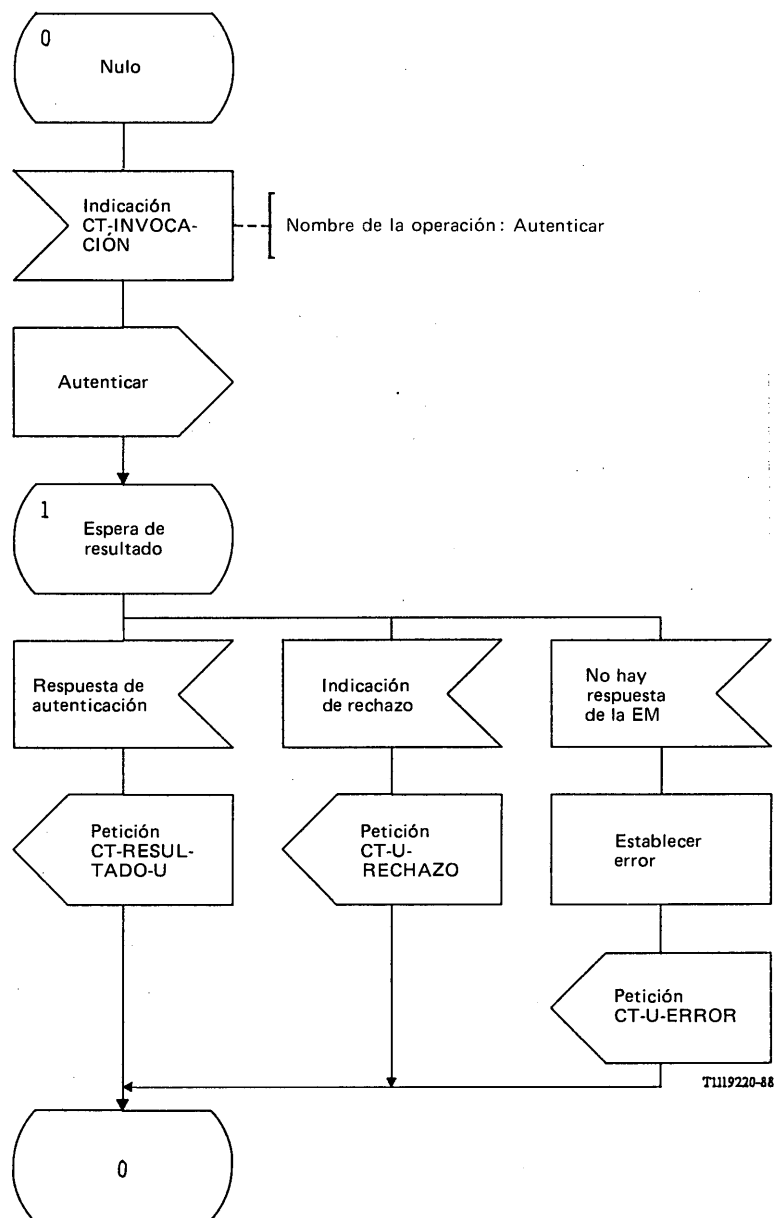 0
Nulo
Indicación
CT-INVOCA-
CIÓN
Nombre de la operación: Autenticar
Autenticar
1
Espera de
resultado
Respuesta de
autenticación
Indicación
de rechazo
No hay
respuesta
de la EM
Petición
CT-RESUL-
TADO-U
Petición
CT-U-
RECHAZO
Establecer
error
Petición
CT-U-ERROR
T1119220-88
0